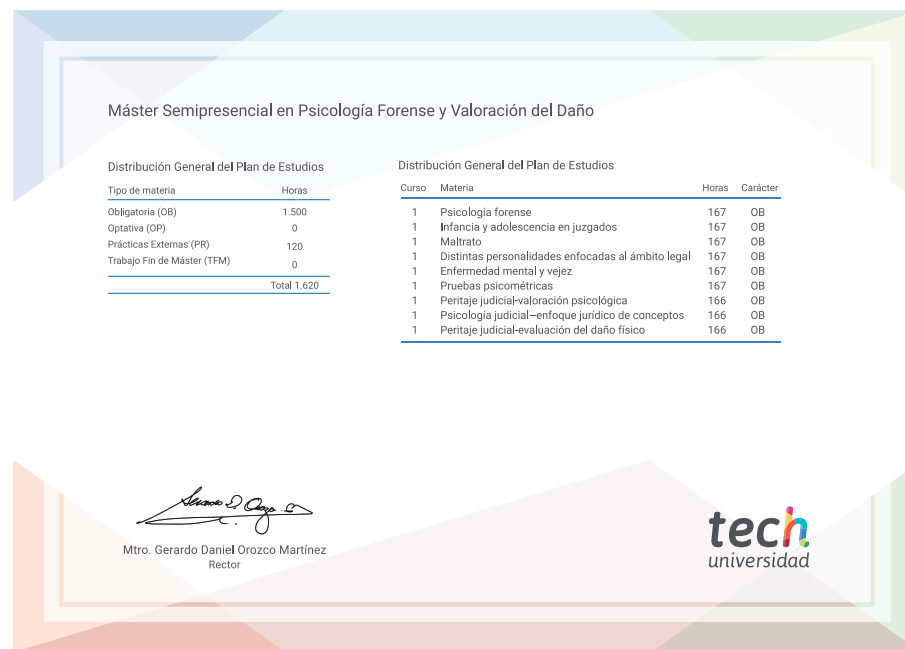 Máster Semipresencial en Psicología Forense y Valoración del Daño
Distribución General del Plan de Estudios
Tipo de materia Horas
Obligatoria (OB) 1.500
Optativa (OP) 0
Prácticas Externas (PR) 120
Trabajo Fin de Máster (TFM) 0
Total 1.620
Distribución General del Plan de Estudios
Curso Materia Horas Carácter
1 Psicología forense 167 OB
1 Infancia y adolescencia en juzgados 167 OB
1 Maltrato 167 OB
1 Distintas personalidades enfocadas al ámbito legal 167 OB
1 Enfermedad mental y vejez 167 OB
1 Pruebas psicométricas 167 OB
1 Peritaje judicial-valoración psicológica 166 OB
1 Psicología judicial–enfoque jurídico de conceptos 166 OB
1 Peritaje judicial-evaluación del daño físico 166 OB
Mtro. Gerardo Daniel Orozco Martínez
Rector
tech
universidad